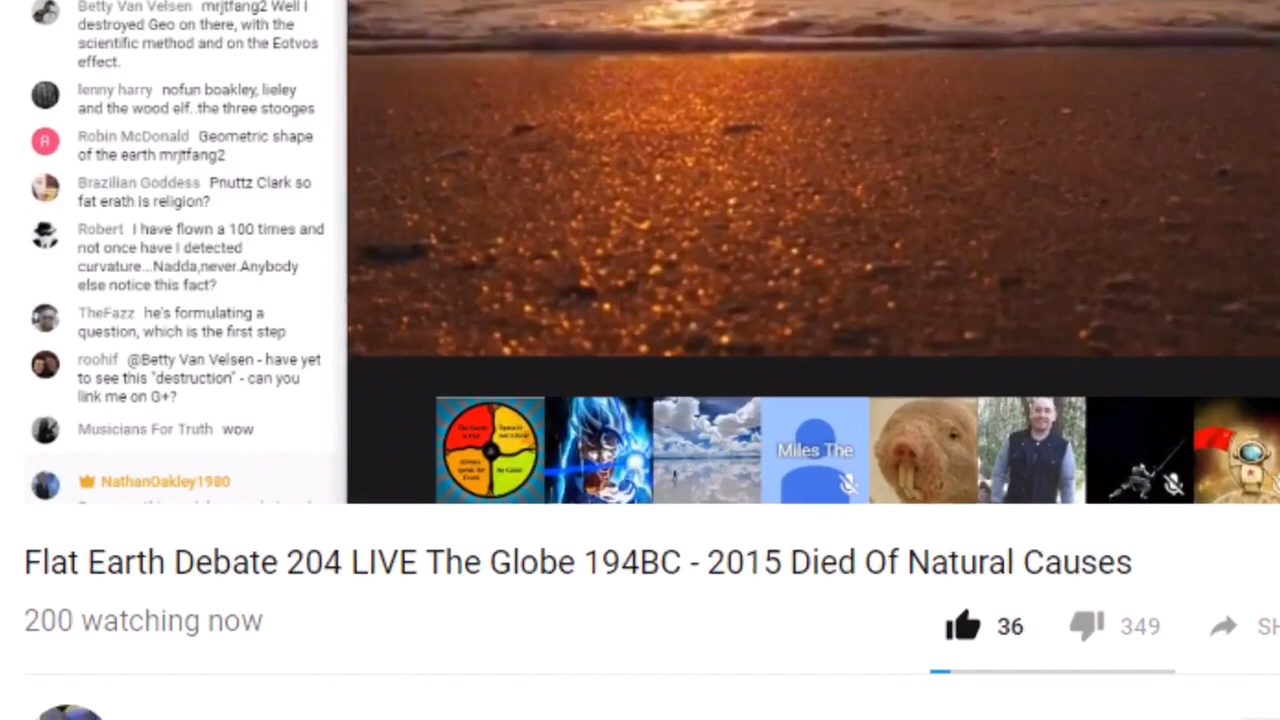 Betty Van Velsen mrjtfang2 Well I
destroyed Geo on there, with the
scientific method and on the Eotvos
effect.
lenny harry nofun boakley, lieley
and the wood elf..the three stooges
R
Robin McDonald Geometric shape
of the earth mrjtfang2
Brazilian Goddess Pnuttz Clark so
fat erath is religion?
Robert I have flown a 100 times and
not once have I detected
curvature...Nadda,never.Anybody
else notice this fact?
TheFazz he's formulating a
question, which is the first step
roohif @Betty Van Velsen - have yet
to see this "destruction" - can you
link me on G+?
Musicians For Truth wow
NathanOakley1980
Miles The
Flat Earth Debate 204 LIVE The Globe 194BC - 2015 Died Of Natural Causes
200 watching now
36
349
SH